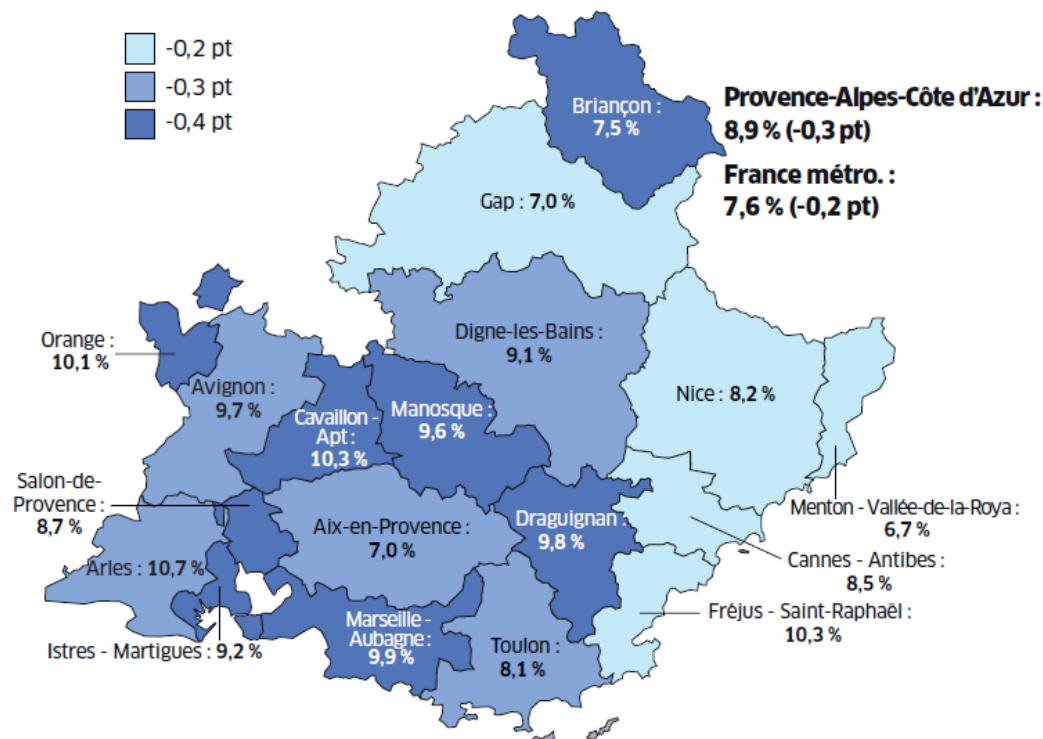 -0,2 pt
-0,3 pt
-0,4 pt
Provence-Alpes-Côte d'Azur :
8,9 % (-0,3 pt)
France métro. :
7,6 % (-0,2 pt)
Briançon :
7,5 %
Gap : 7,0 %
Digne-les-Bains :
9,1 %
Orange :
10,1 %
Avignon :
9,7 %
Cavaillon -
Apt :
10,3 %
Manosque :
9,6 %
Nice : 8,2 %
Salon-de-
Provence :
8,7 %
Aix-en-Provence :
7,0 %
Draguignan :
9,8 %
Menton - Vallée-de-la-Roya :
6,7 %
Cannes - Antibes :
8,5 %
Arles : 10,7 %
Fréjus - Saint-Raphaël :
10,3 %
Istres - Martigues : 9,2 %
Marseille -
Aubagne :
9,9 %
Toulon :
8,1 %